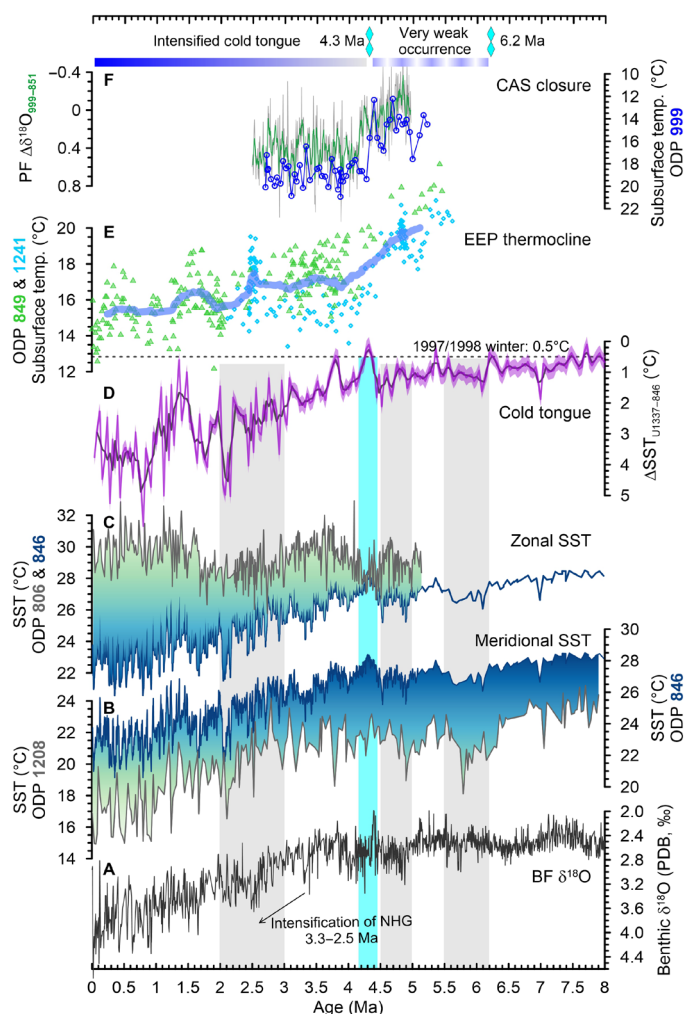 Intensified cold tongue
4.3 Ma
Very weak
occurrence
6.2 Ma
F
CAS closure
−0.4
0
0.4
0.8
PF Δδ18O999–851
10
12
14
16
18
20
22
Subsurface temp. (°C)
ODP 999
E
EEP thermocline
20
18
16
14
12
ODP 849 & 1241
Subsurface temp. (°C)
1997/1998 winter: 0.5°C
D
Cold tongue
0
1
2
3
4
5
ΔSSTU1337–846 (°C)
C
Zonal SST
32
30
28
26
24
22
SST (°C)
ODP 806 & 846
Meridional SST
B
24
22
20
18
16
14
SST (°C)
ODP 1208
30
28
26
24
22
20
SST (°C)
ODP 846
A
BF δ18O
2.0
2.4
2.8
3.2
3.6
4.0
4.4
Benthic δ18O (PDB, ‰)
Intensification of NHG
3.3–2.5 Ma
0 0.5 1 1.5 2 2.5 3 3.5 4 4.5 5 5.5 6 6.5 7 7.5 8
Age (Ma)